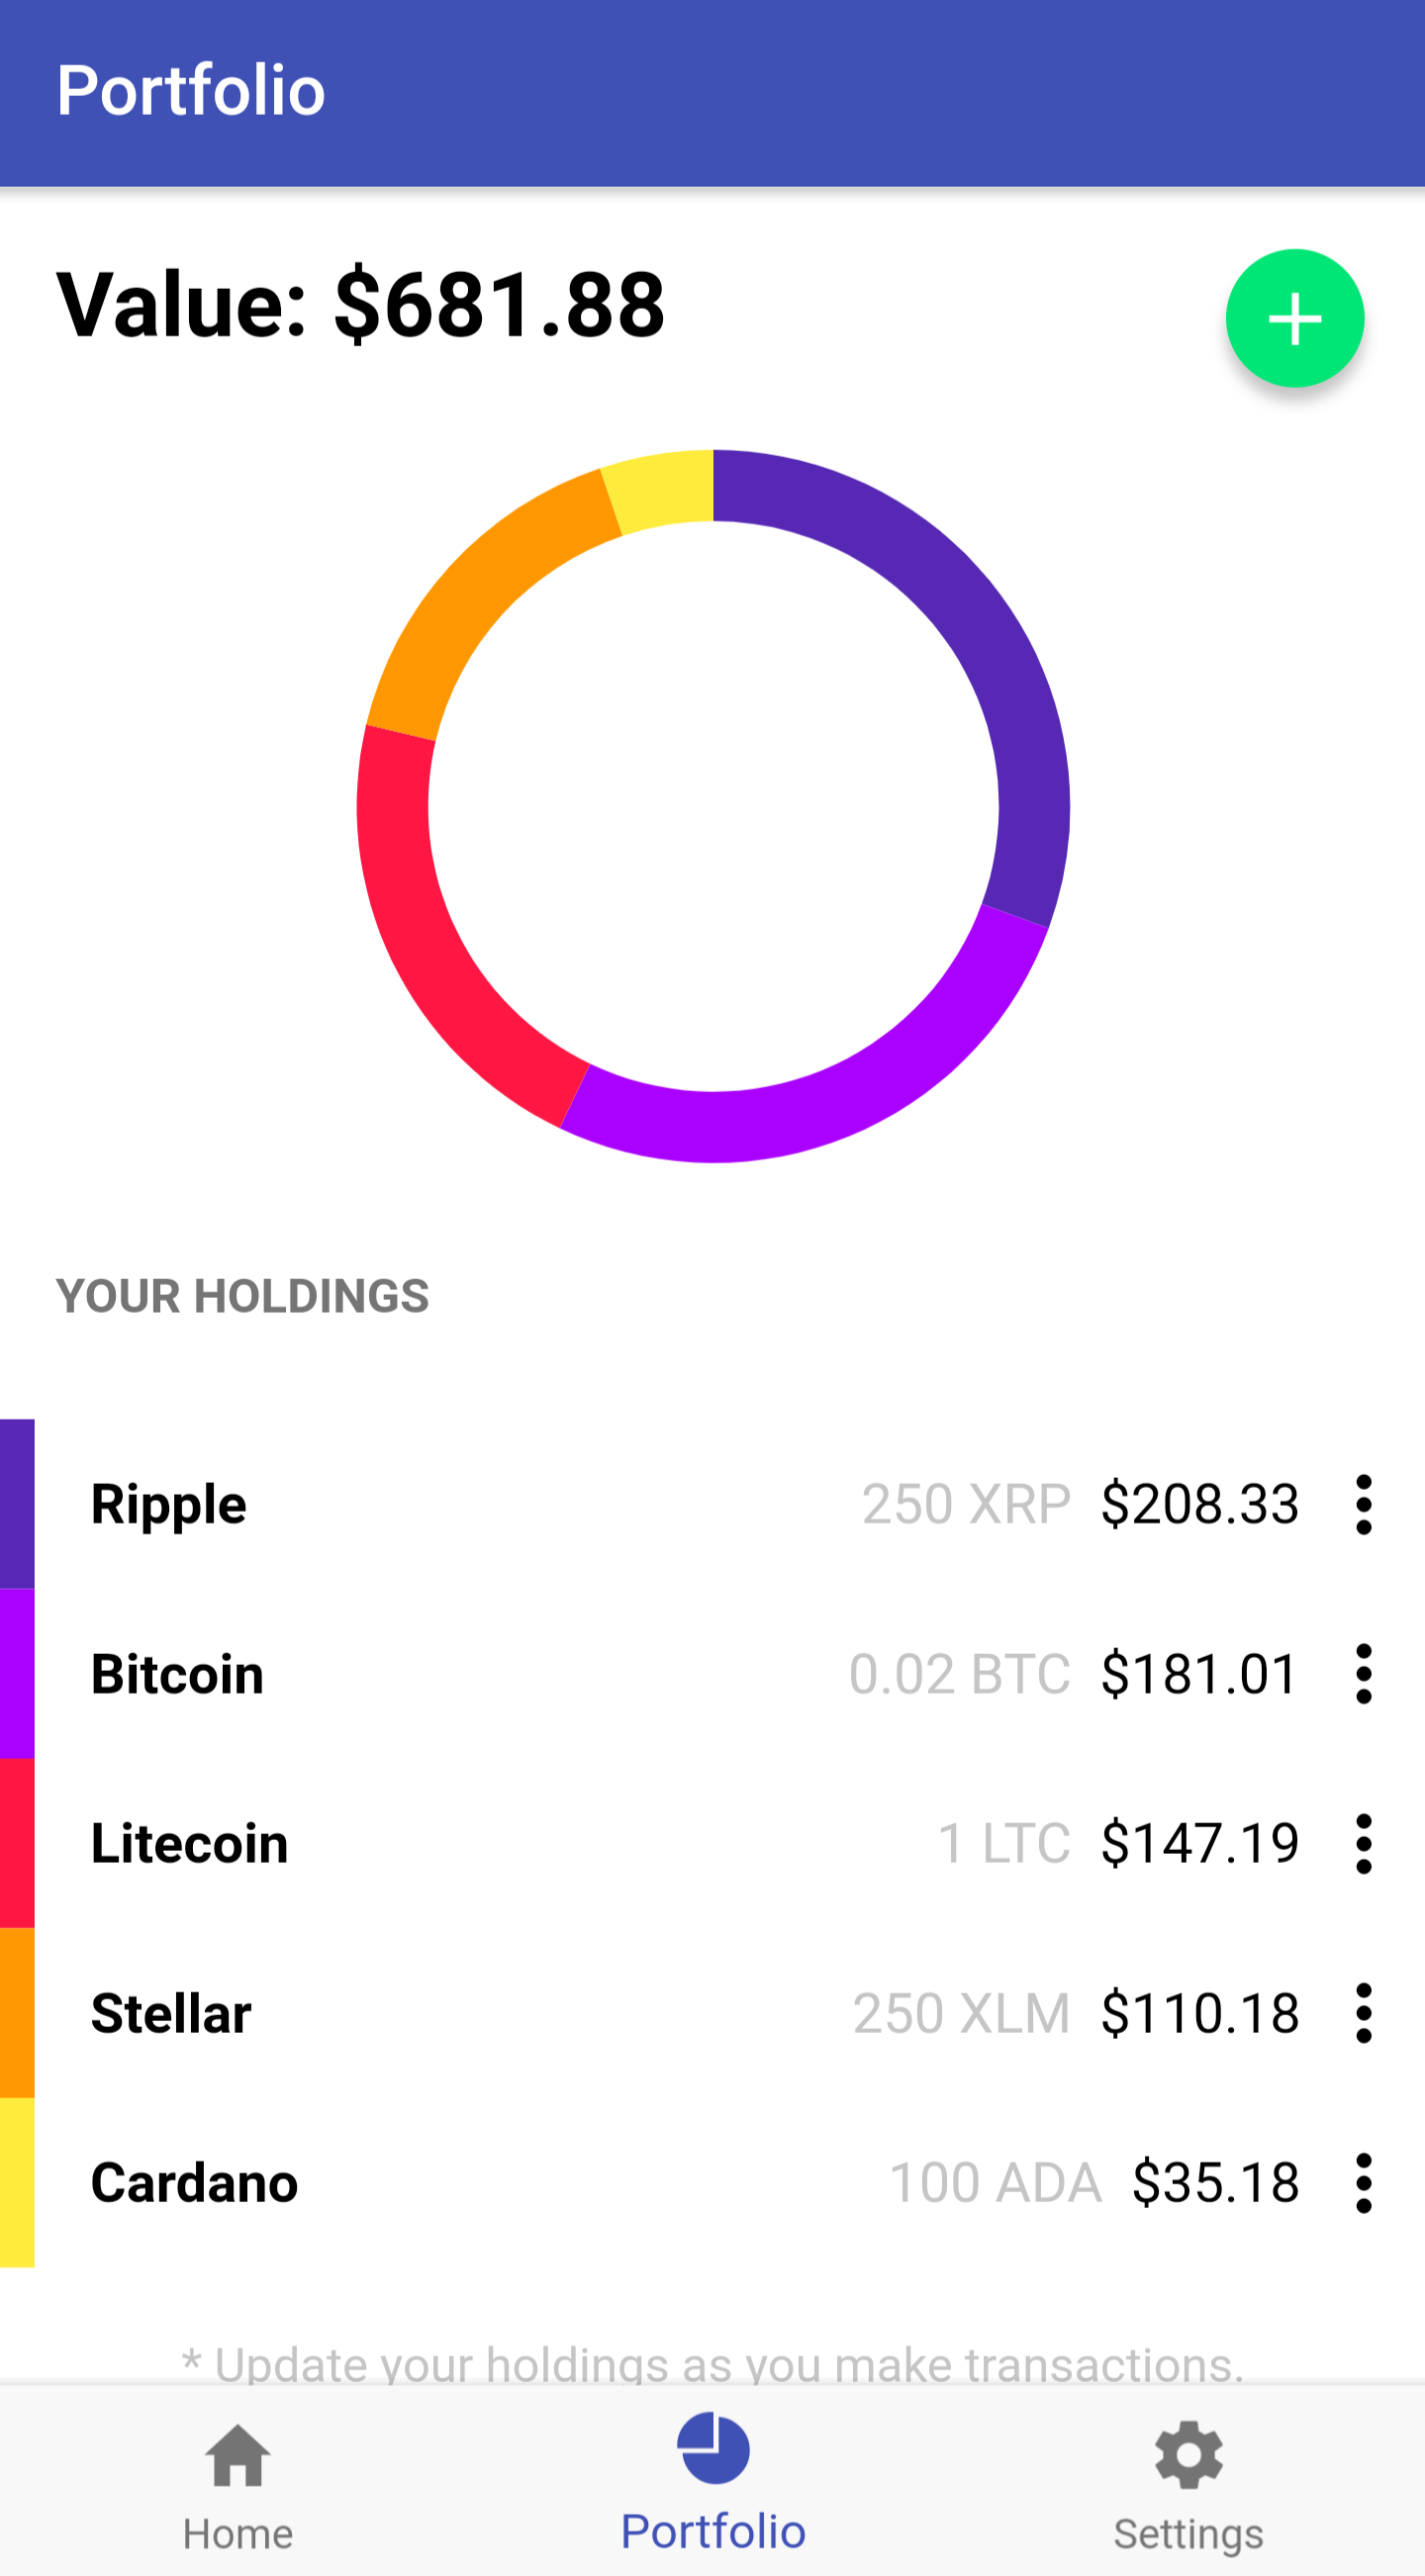 Portfolio
Value: $681.88
YOUR HOLDINGS
Ripple 250 XRP $208.33
Bitcoin 0.02 BTC $181.01
Litecoin 1 LTC $147.19
Stellar 250 XLM $110.18
Cardano 100 ADA $35.18
* Update your holdings as you make transactions.
Home Portfolio Settings